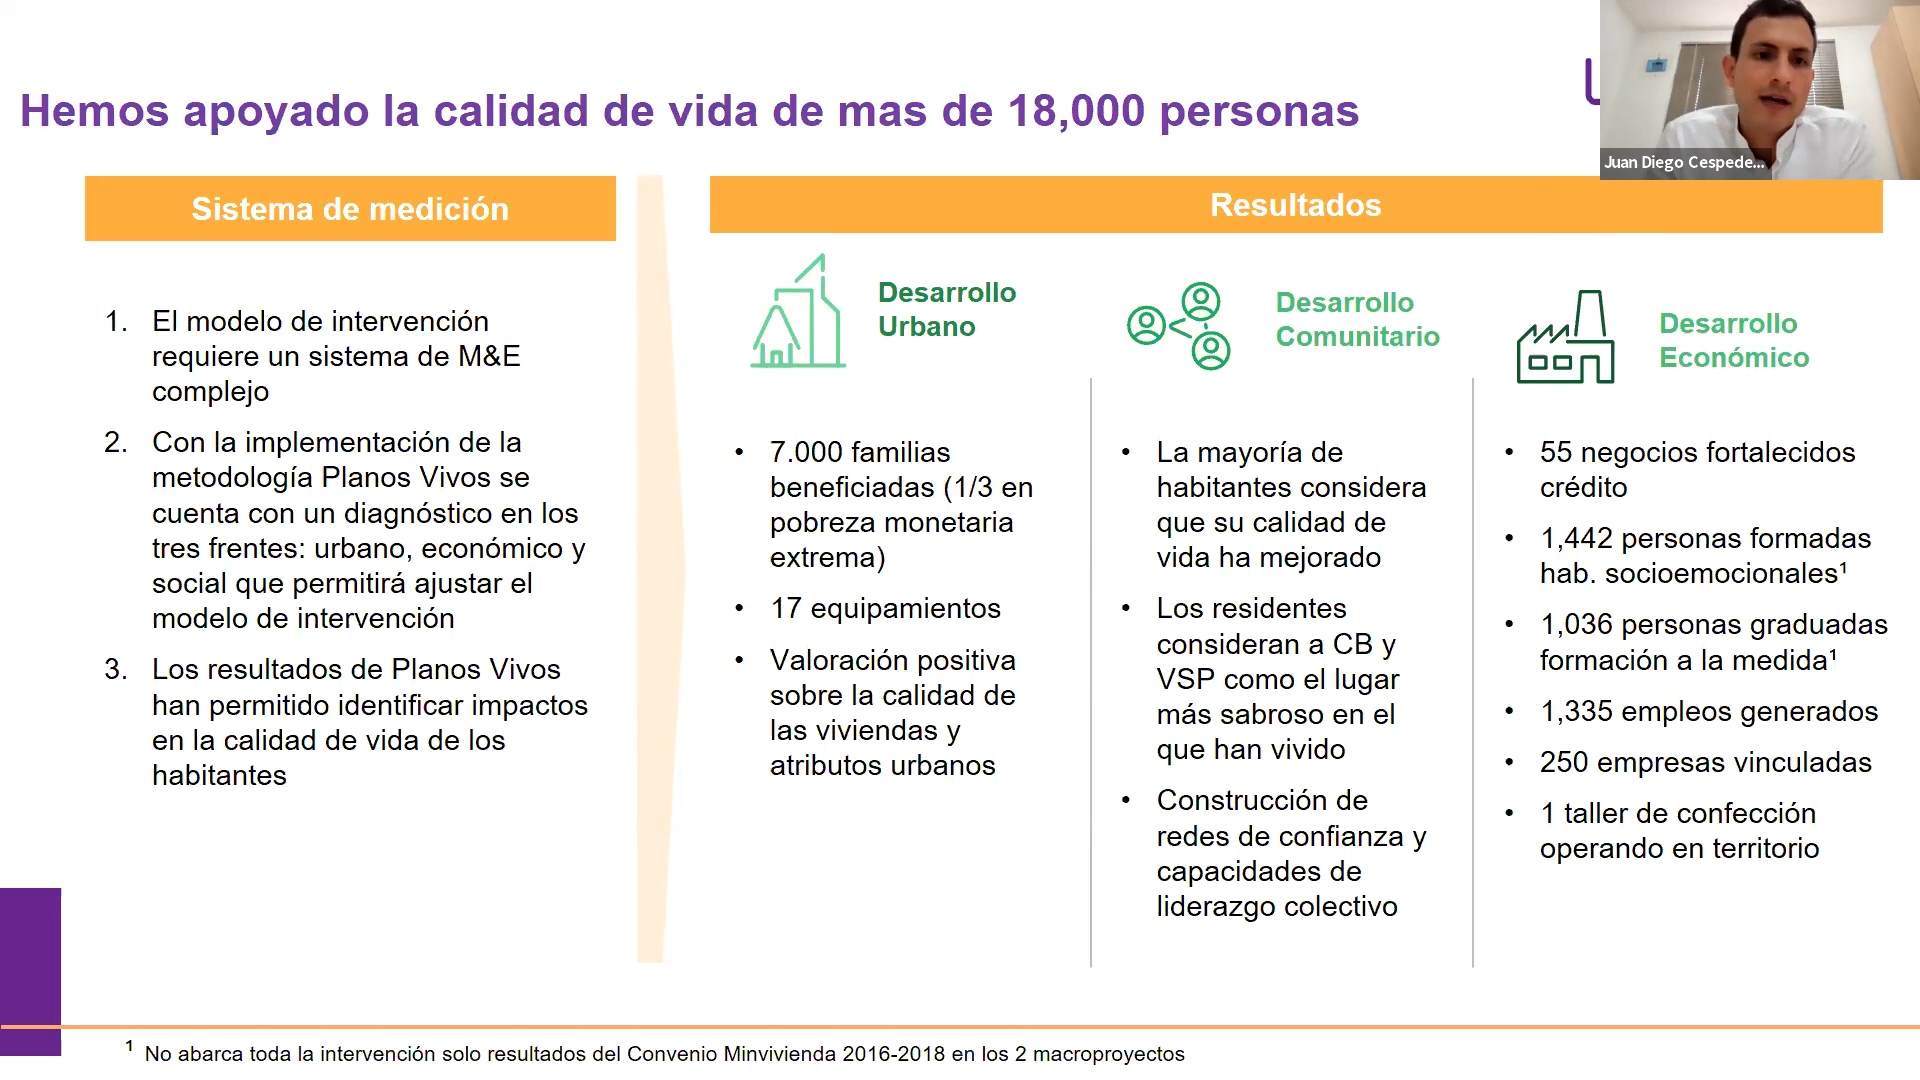 Hemos apoyado la calidad de vida de mas de 18,000 personas
Juan Diego Cespede...
Sistema de medición
1. El modelo de intervención
requiere un sistema de M&E
complejo
2. Con la implementación de la
metodología Planos Vivos se
cuenta con un diagnóstico en los
tres frentes: urbano, económico y
social que permitirá ajustar el
modelo de intervención
3. Los resultados de Planos Vivos
han permitido identificar impactos
en la calidad de vida de los
habitantes
Resultados
Desarrollo
Urbano
• 7.000 familias
beneficiadas (1/3 en
pobreza monetaria
extrema)
• 17 equipamientos
• Valoración positiva
sobre la calidad de
las viviendas y
atributos urbanos
Desarrollo
Comunitario
• La mayoría de
habitantes considera
que su calidad de
vida ha mejorado
• Los residentes
consideran a CB y
VSP como el lugar
más sabroso en el
que han vivido
• Construcción de
redes de confianza y
capacidades de
liderazgo colectivo
Desarrollo
Económico
• 55 negocios fortalecidos
crédito
• 1,442 personas formadas
hab. socioemocionales¹
• 1,036 personas graduadas
formación a la medida¹
• 1,335 empleos generados
• 250 empresas vinculadas
• 1 taller de confección
operando en territorio
¹ No abarca toda la intervención solo resultados del Convenio Minvivienda 2016-2018 en los 2 macroproyectos